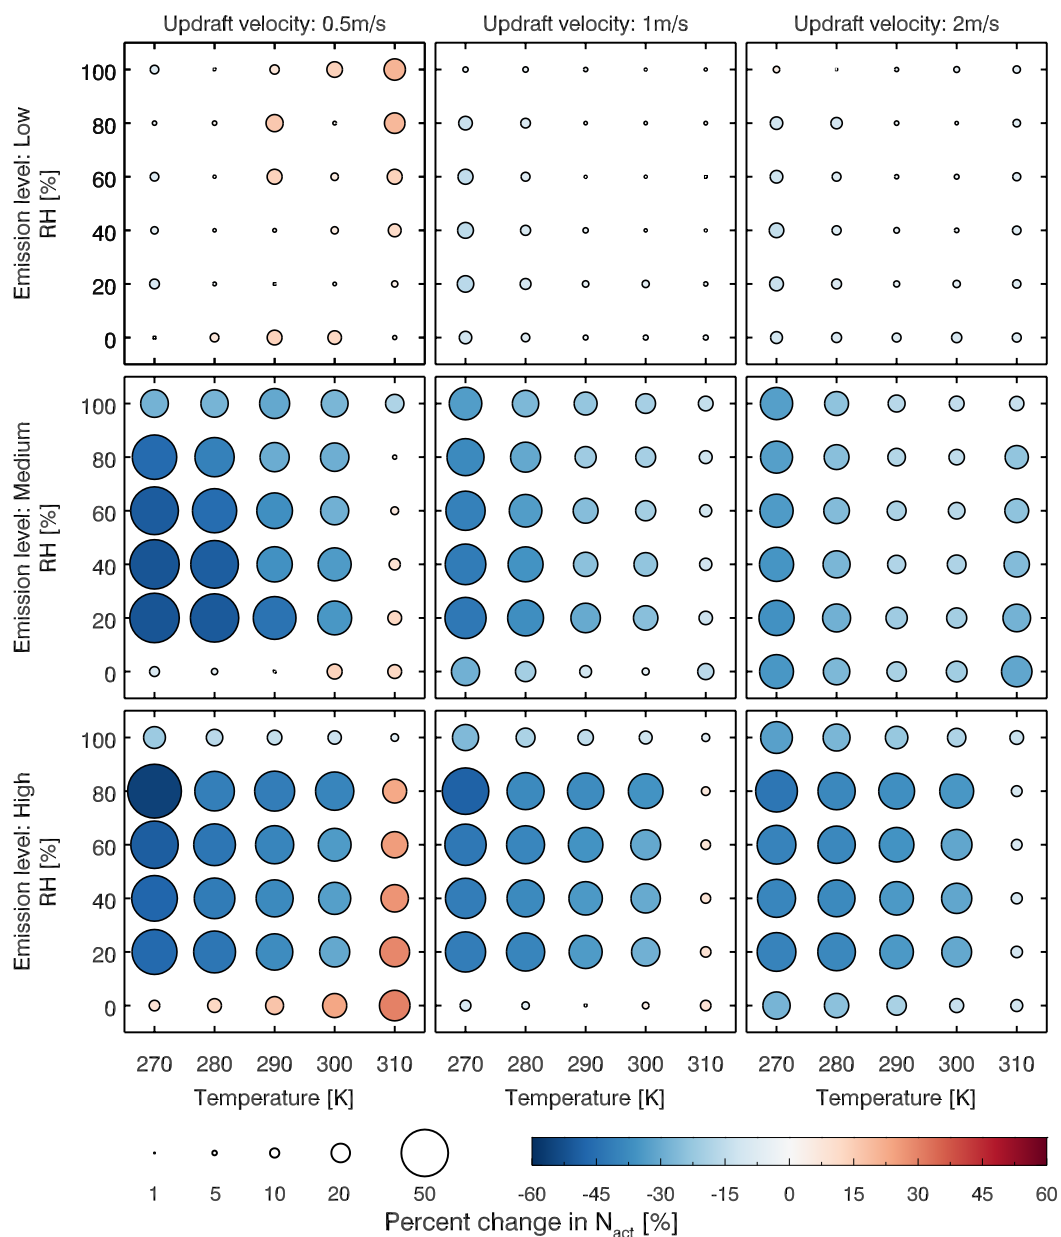 Updraft velocity: 0.5m/s Updraft velocity: 1m/s Updraft velocity: 2m/s
Emission level: Low
RH [%]
100
80
60
40
20
0
Emission level: Medium
RH [%]
100
80
60
40
20
0
Emission level: High
RH [%]
100
80
60
40
20
0
270 280 290 300 310 270 280 290 300 310 270 280 290 300 310
Temperature [K] Temperature [K] Temperature [K]
1 5 10 20 50 -60 -45 -30 -15 0 15 30 45 60
Percent change in Nact [%]